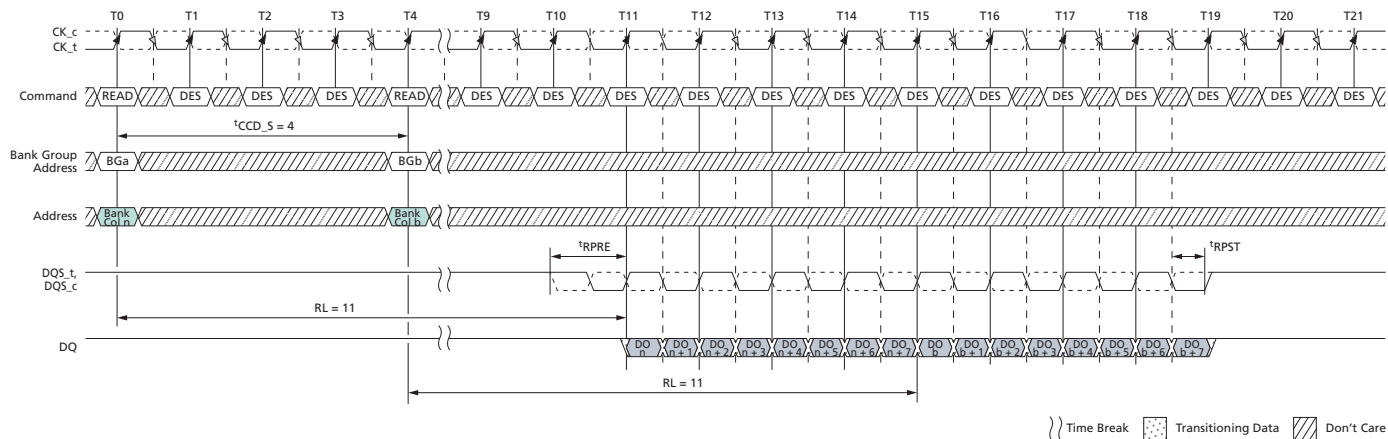 T0 T1 T2 T3 T4 T9 T10 T11 T12 T13 T14 T15 T16 T17 T18 T19 T20 T21
CK_c
CK_t
Command READ DES DES DES READ DES DES DES DES DES DES DES DES DES DES DES DES DES
tCCD_S = 4
Bank Group
Address
BGa BGb
Address
Bank
Col n
Bank
Col b
tRPRE tRPST
DQS_t,
DQS_c
RL = 11
DQ
DO
n
DO
n + 1
DO
n + 2
DO
n + 3
DO
n + 4
DO
n + 5
DO
n + 6
DO
n + 7
DO
b
DO
b + 1
DO
b + 2
DO
b + 3
DO
b + 4
DO
b + 5
DO
b + 6
DO
b + 7
RL = 11
Time Break Transitioning Data Don't Care